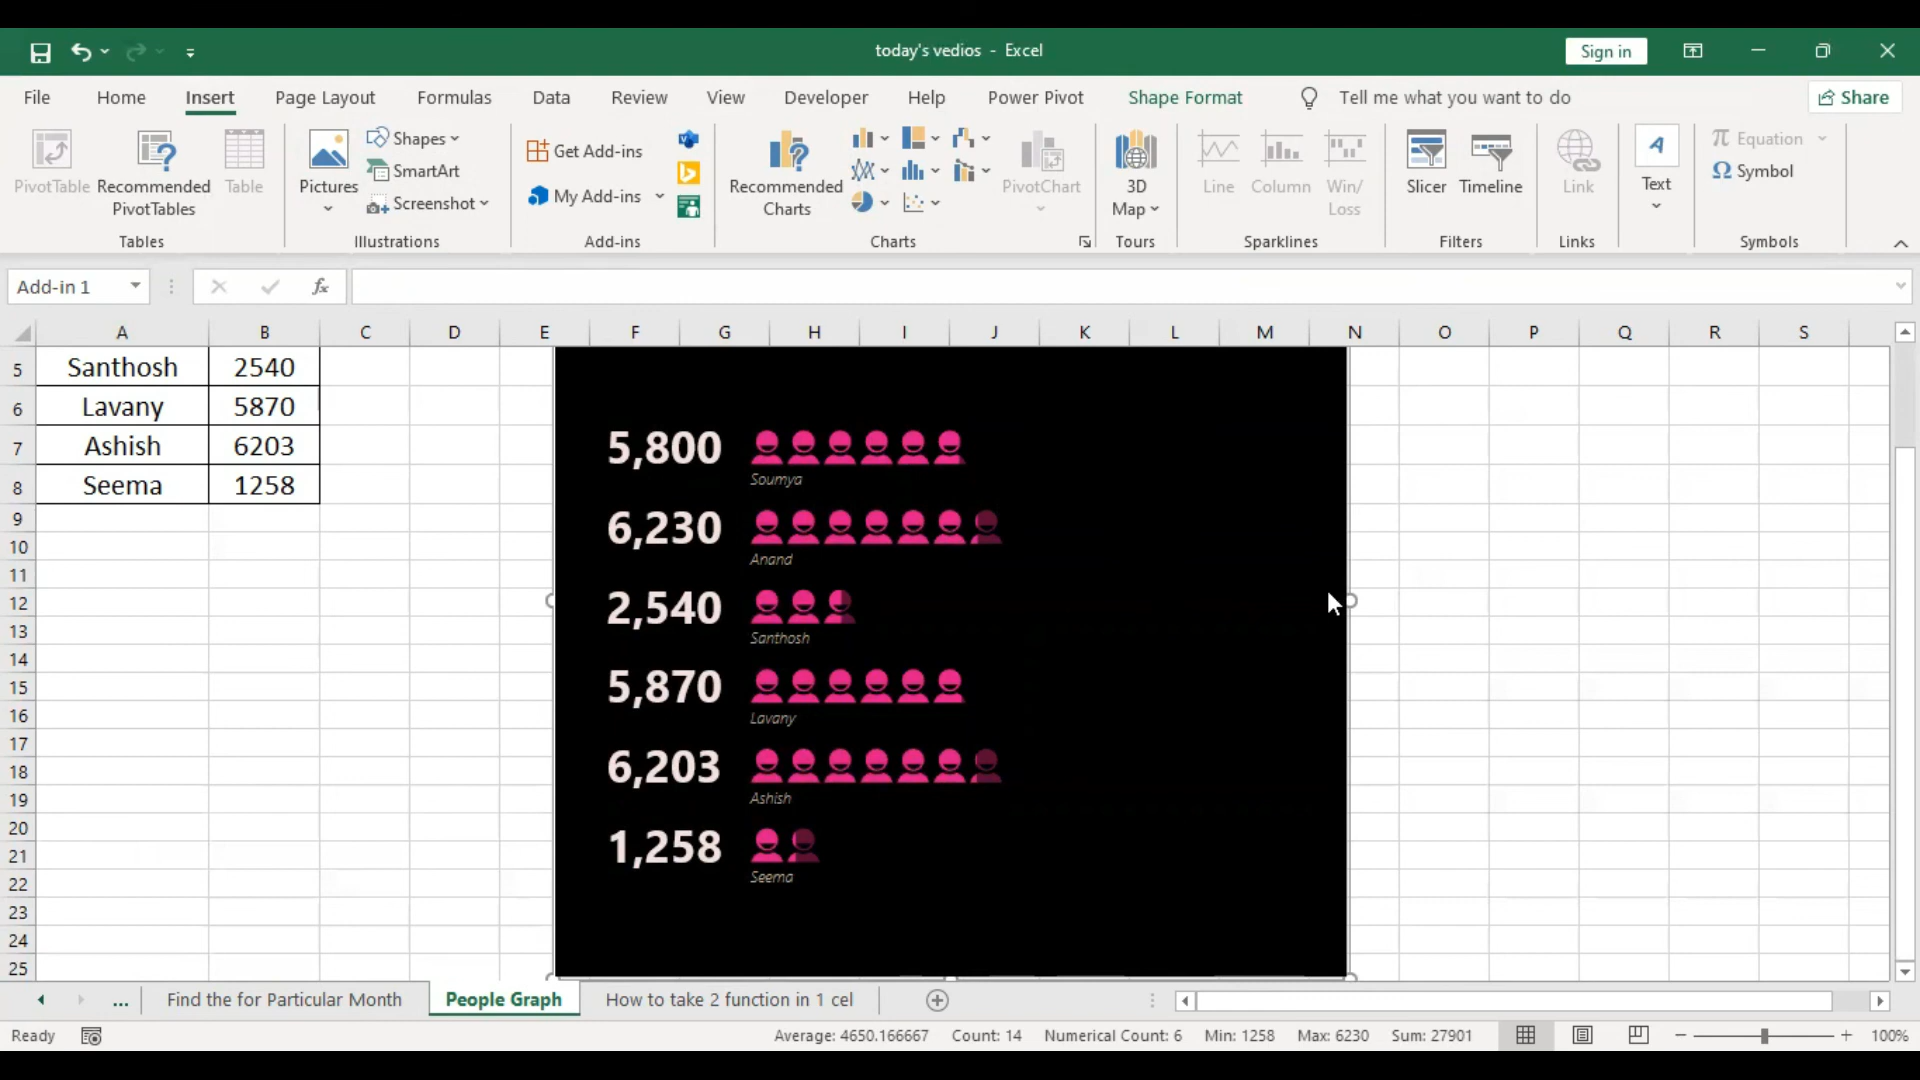 today's vedios - Excel
Sign in
File Home Insert Page Layout Formulas Data Review View Developer Help Power Pivot Shape Format Tell me what you want to do Share
PivotTable
Recommended PivotTables
Table
Tables
Pictures
Shapes
SmartArt
Screenshot
Illustrations
Get Add-ins
My Add-ins
Add-ins
Recommended Charts
PivotChart
Charts
3D Map
Tours
Line
Column
Win/ Loss
Sparklines
Slicer
Timeline
Filters
Link
Links
A
Text
π Equation
Ω Symbol
Symbols
Add-in 1
fx
A B C D E F G H I J K L M N O P Q R S
5 Santhosh 2540
6 Lavany 5870
7 Ashish 6203
8 Seema 1258
9
10
11
12
13
14
15
16
17
18
19
20
21
22
23
24
25
5,800
Soumya
6,230
Anand
2,540
Santhosh
5,870
Lavany
6,203
Ashish
1,258
Seema
... Find the for Particular Month People Graph How to take 2 function in 1 cel
Ready Average: 4650.166667 Count: 14 Numerical Count: 6 Min: 1258 Max: 6230 Sum: 27901 100%